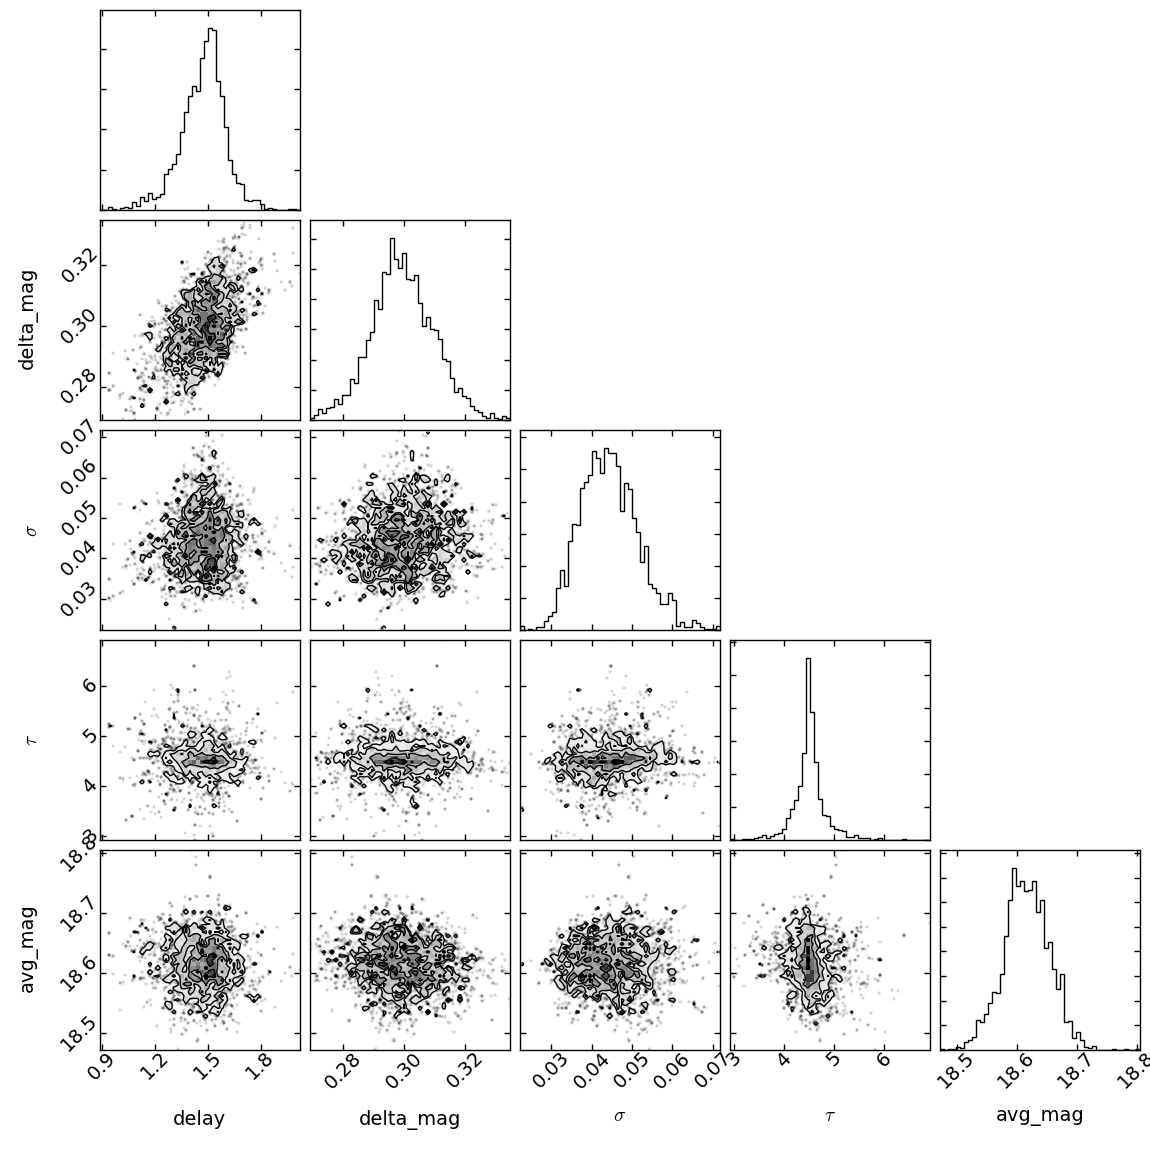 0.32
0.30
0.28
delta_mag
0.07
0.06
0.05
0.04
0.03
σ
6
5
4
3
τ
18.8
18.7
18.6
18.5
avg_mag
0.9 1.2 1.5 1.8
0.28 0.30 0.32
0.03 0.04 0.05 0.06 0.07
3 4 5 6
18.5 18.6 18.7 18.8
delay delta_mag σ τ avg_mag